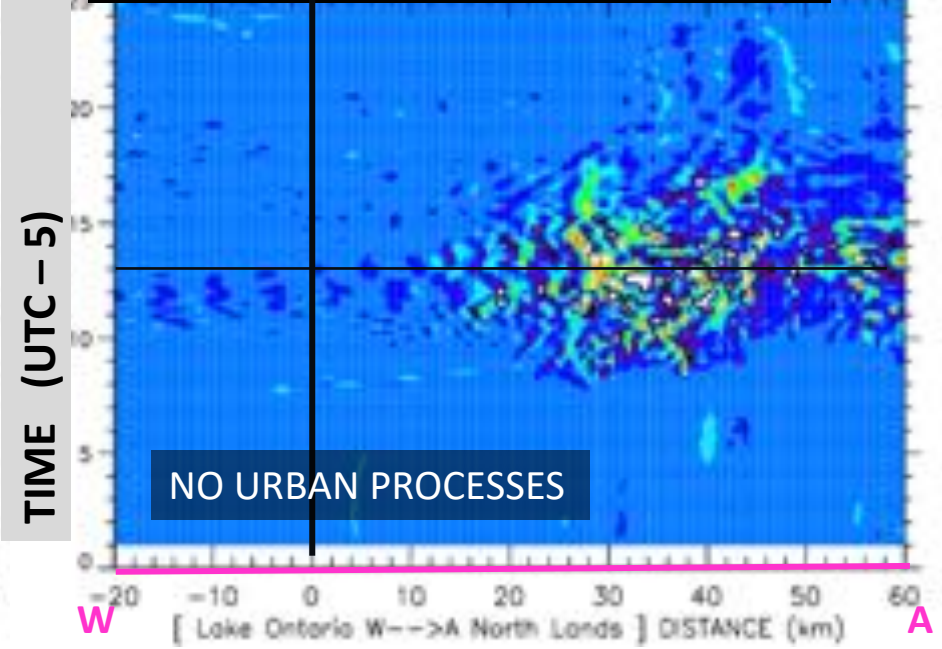 TIME (UTC – 5)
20
15
10
5
0
NO URBAN PROCESSES
-20 -10 0 10 20 30 40 50 60
W A
[ Lake Ontario W-->A North Lands ] DISTANCE (km)